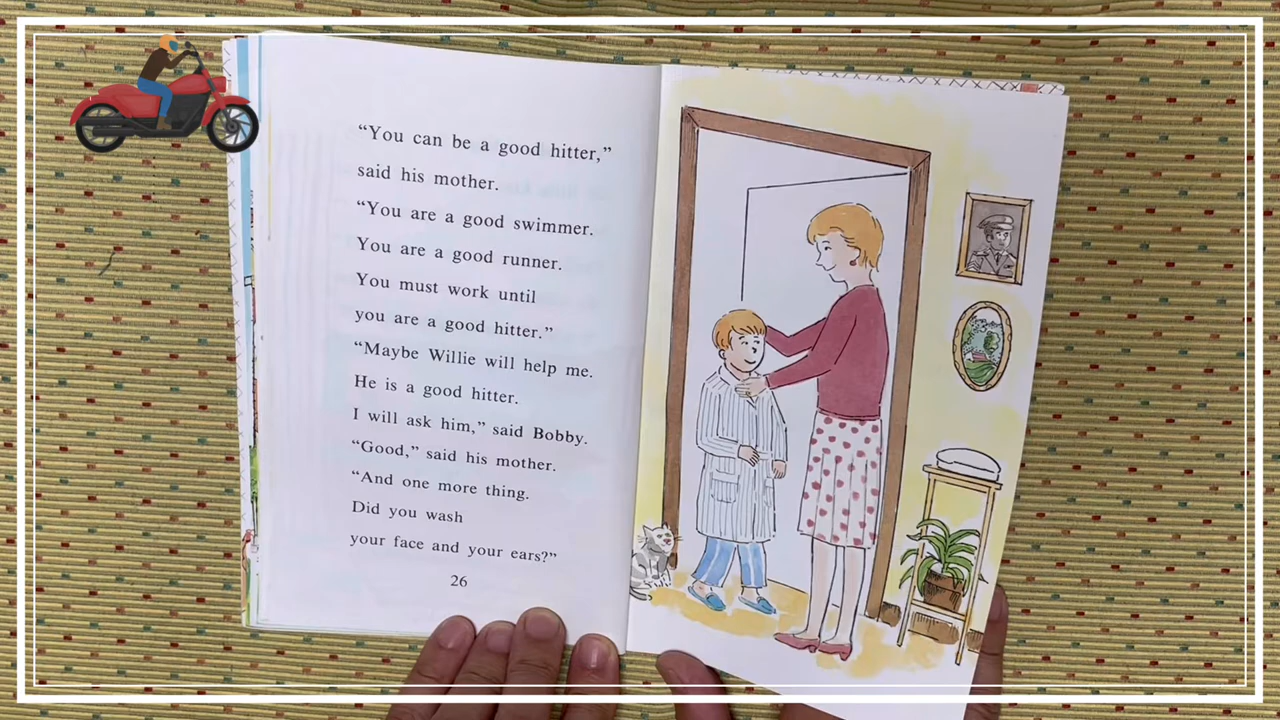 “You can be a good hitter,”
said his mother.
“You are a good swimmer.
You are a good runner.
You must work until
you are a good hitter.”
“Maybe Willie will help me.
He is a good hitter.
I will ask him,” said Bobby.
“Good,” said his mother.
“And one more thing.
Did you wash
your face and your ears?”
26